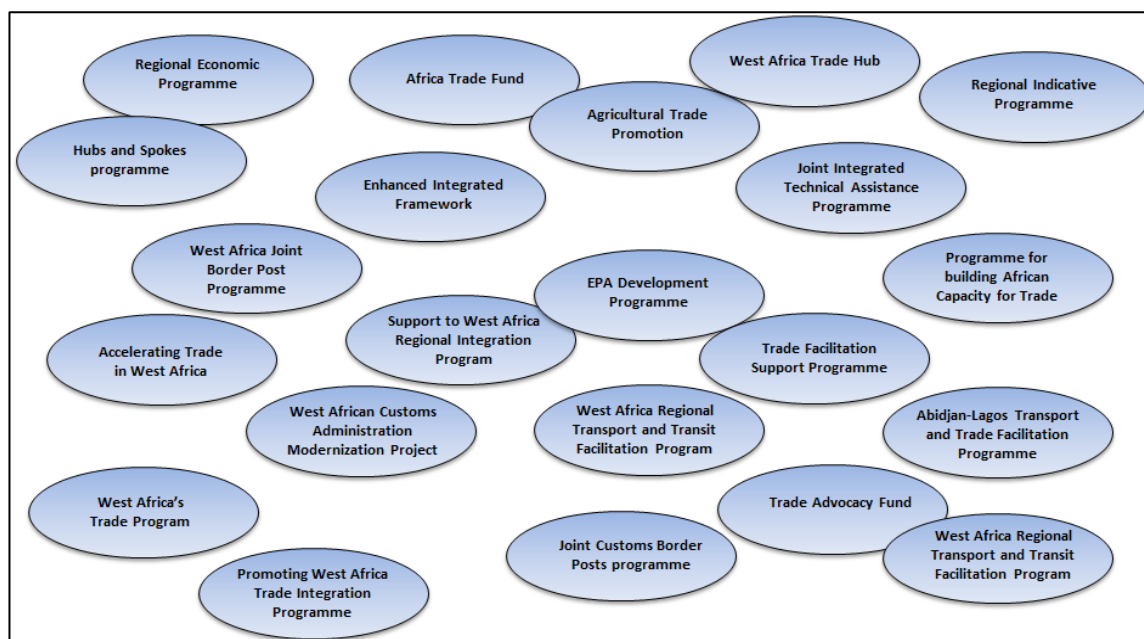 Regional Economic
Programme
Africa Trade Fund
West Africa Trade Hub
Regional Indicative
Programme
Hubs and Spokes
programme
Agricultural Trade
Promotion
Enhanced Integrated
Framework
Joint Integrated
Technical Assistance
Programme
West Africa Joint
Border Post
Programme
EPA Development
Programme
Programme for
building African
Capacity for Trade
Accelerating Trade
in West Africa
Support to West Africa
Regional Integration
Program
Trade Facilitation
Support Programme
West African Customs
Administration
Modernization Project
West Africa Regional
Transport and Transit
Facilitation Program
Abidjan-Lagos Transport
and Trade Facilitation
Programme
West Africa's
Trade Program
Trade Advocacy Fund
Joint Customs Border
Posts programme
West Africa Regional
Transport and Transit
Facilitation Program
Promoting West Africa
Trade Integration
Programme